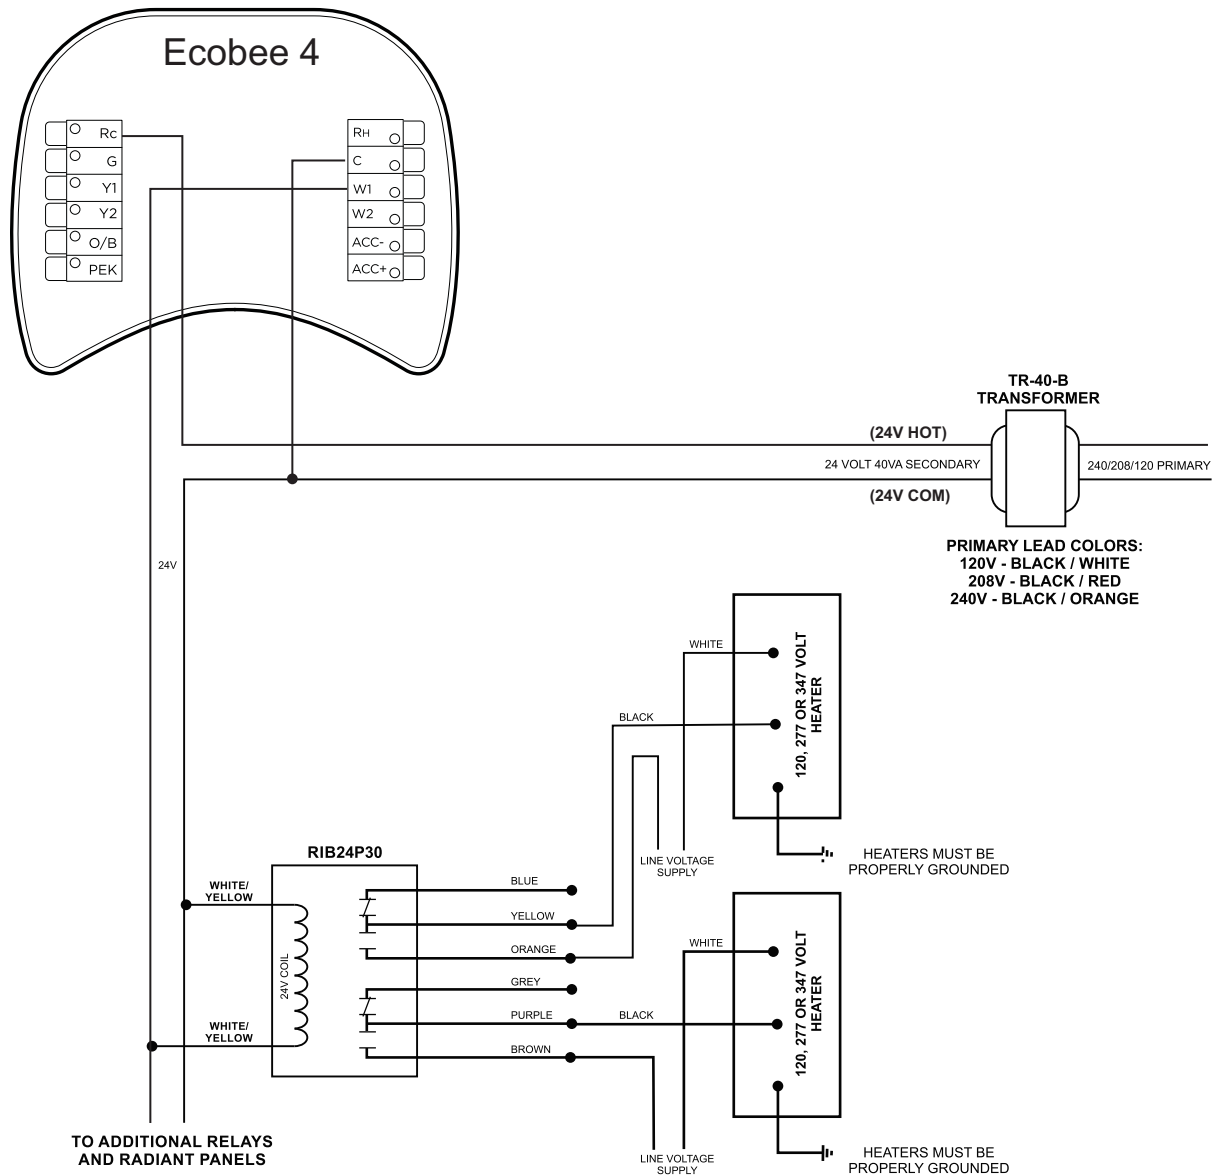 Ecobee 4
Rc
G
Y1
Y2
O/B
PEK
RH
C
W1
W2
ACC-
ACC+
TR-40-B
TRANSFORMER
(24V HOT)
24 VOLT 40VA SECONDARY
240/208/120 PRIMARY
(24V COM)
PRIMARY LEAD COLORS:
120V - BLACK / WHITE
208V - BLACK / RED
240V - BLACK / ORANGE
24V
WHITE
BLACK
120, 277 OR 347 VOLT
HEATER
LINE VOLTAGE
SUPPLY
HEATERS MUST BE
PROPERLY GROUNDED
RIB24P30
WHITE/
YELLOW
24V COIL
WHITE/
YELLOW
BLUE
YELLOW
ORANGE
GREY
PURPLE
BROWN
WHITE
BLACK
120, 277 OR 347 VOLT
HEATER
LINE VOLTAGE
SUPPLY
HEATERS MUST BE
PROPERLY GROUNDED
TO ADDITIONAL RELAYS
AND RADIANT PANELS